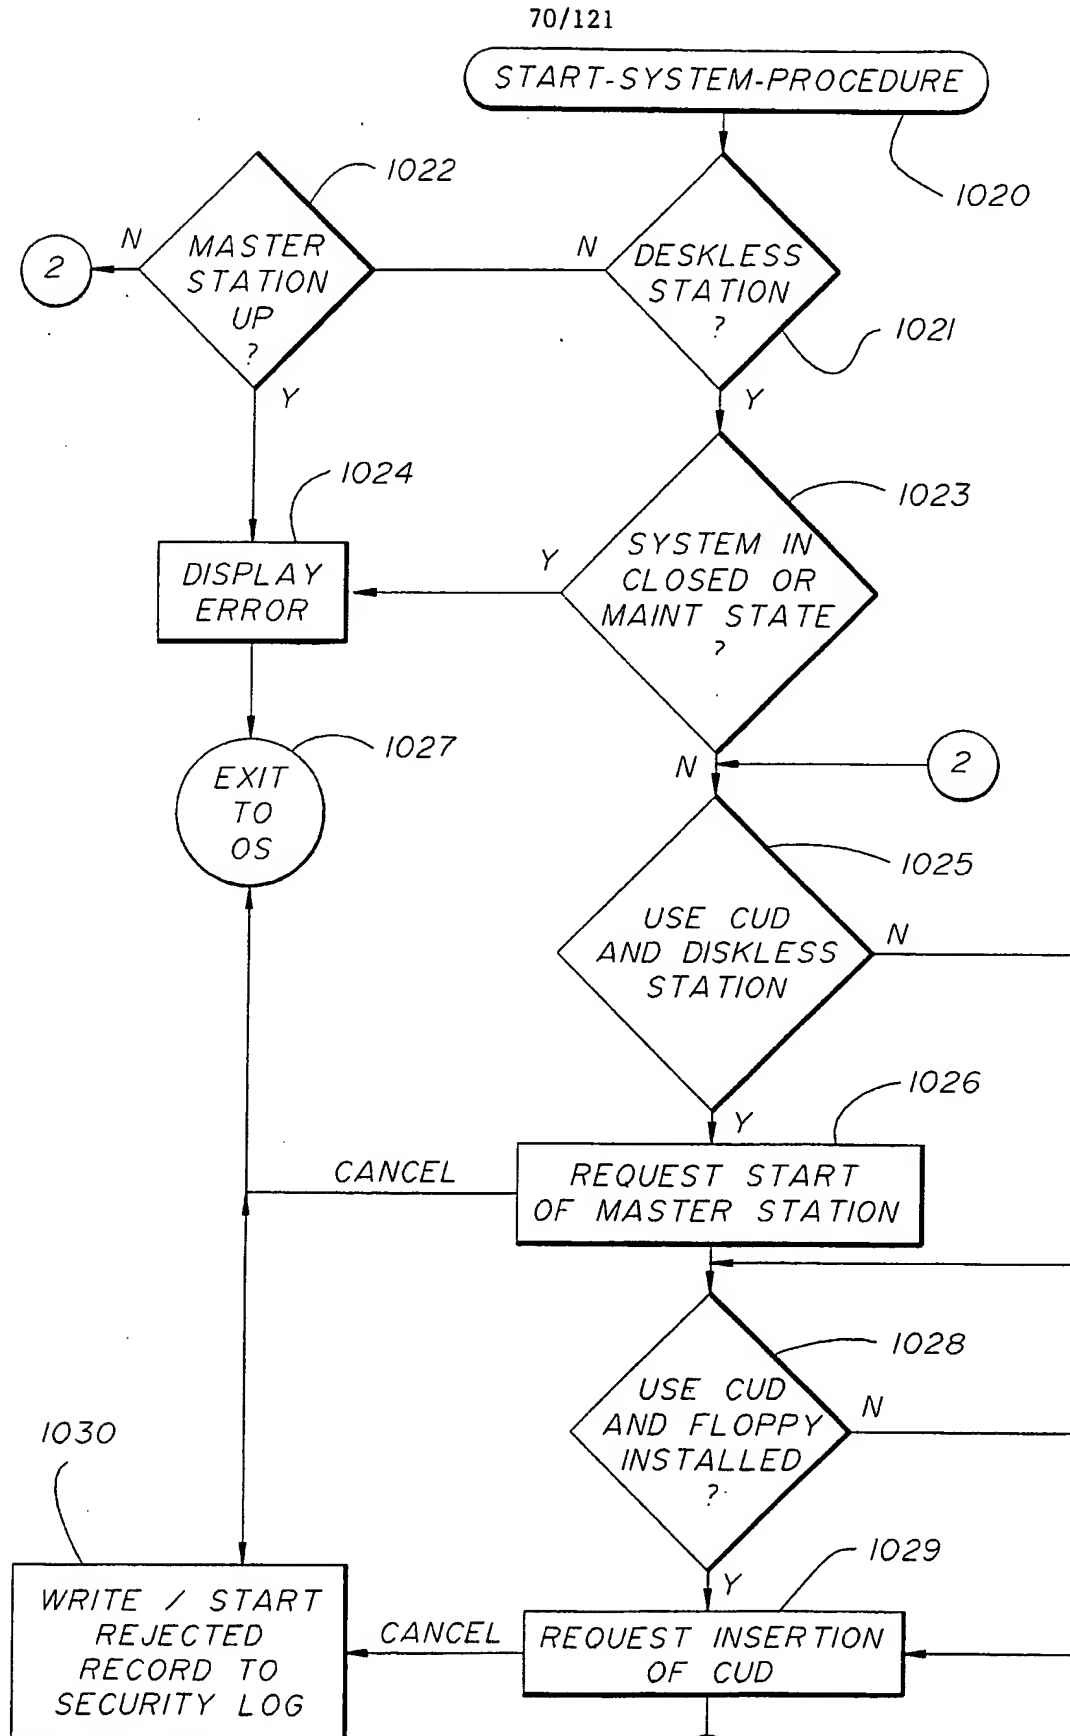 70/121
START-SYSTEM-PROCEDURE
1020
1022
N
MASTER
STATION
UP
?
Y
2
N
DESKLESS
STATION
?
1021
Y
1024
DISPLAY
ERROR
1023
Y
SYSTEM IN
CLOSED OR
MAINT STATE
?
N
2
1027
EXIT
TO
OS
1025
USE CUD
AND DISKLESS
STATION
N
Y
1026
CANCEL
REQUEST START
OF MASTER STATION
1028
USE CUD
AND FLOPPY
INSTALLED
?
N
Y
1030
WRITE / START
REJECTED
RECORD TO
SECURITY LOG
CANCEL
1029
REQUEST INSERTION
OF CUD